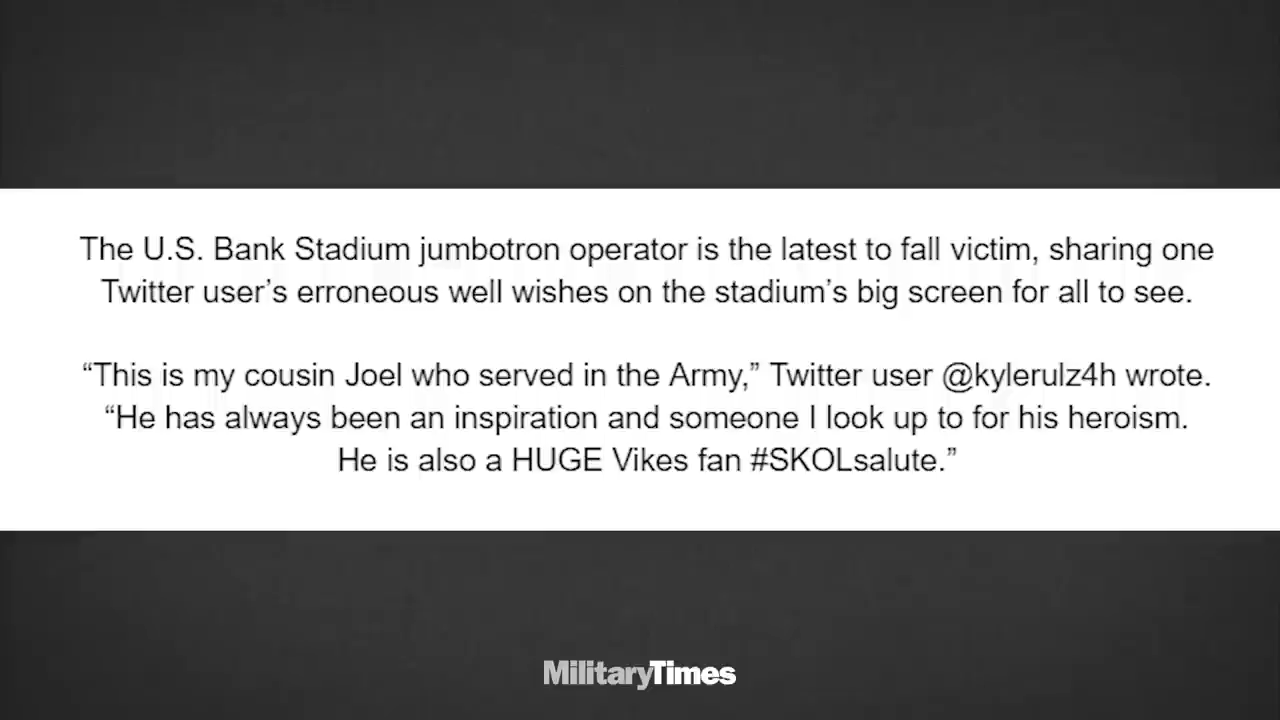 The U.S. Bank Stadium jumbotron operator is the latest to fall victim, sharing one
Twitter user’s erroneous well wishes on the stadium’s big screen for all to see.
“This is my cousin Joel who served in the Army,” Twitter user @kylerulz4h wrote.
“He has always been an inspiration and someone I look up to for his heroism.
He is also a HUGE Vikes fan #SKOLsalute.”
MilitaryTimes